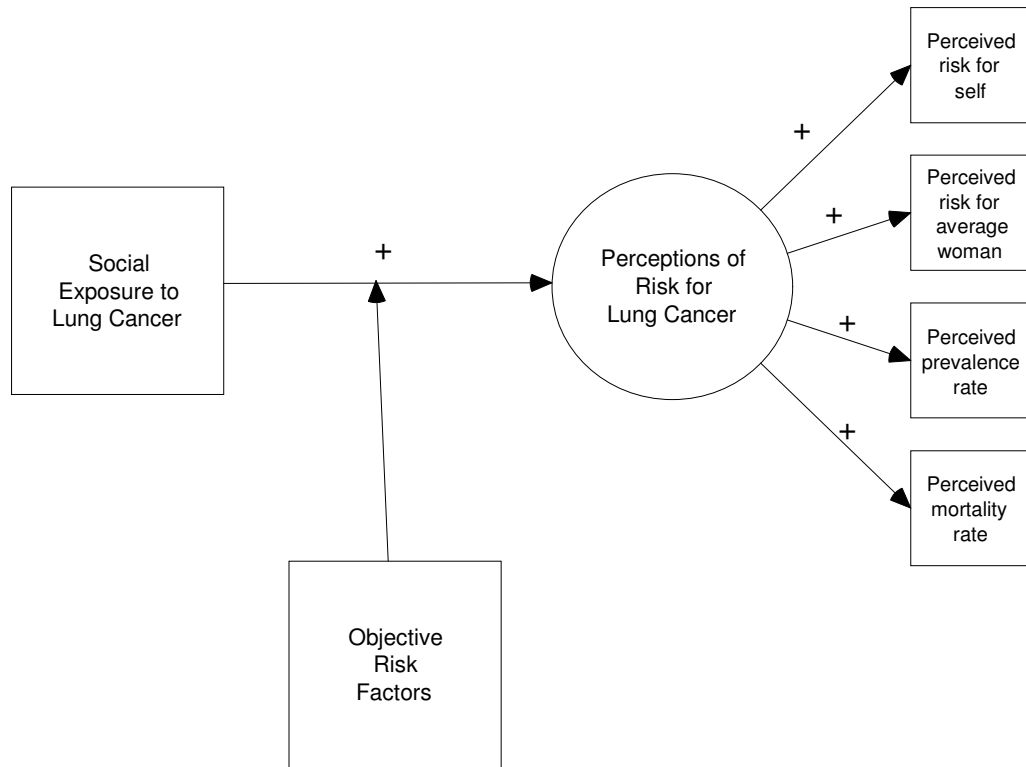 Social
Exposure to
Lung Cancer
+
Objective
Risk
Factors
Perceptions of
Risk for
Lung Cancer
+
Perceived
risk for
self
+
Perceived
risk for
average
woman
+
Perceived
prevalence
rate
+
Perceived
mortality
rate